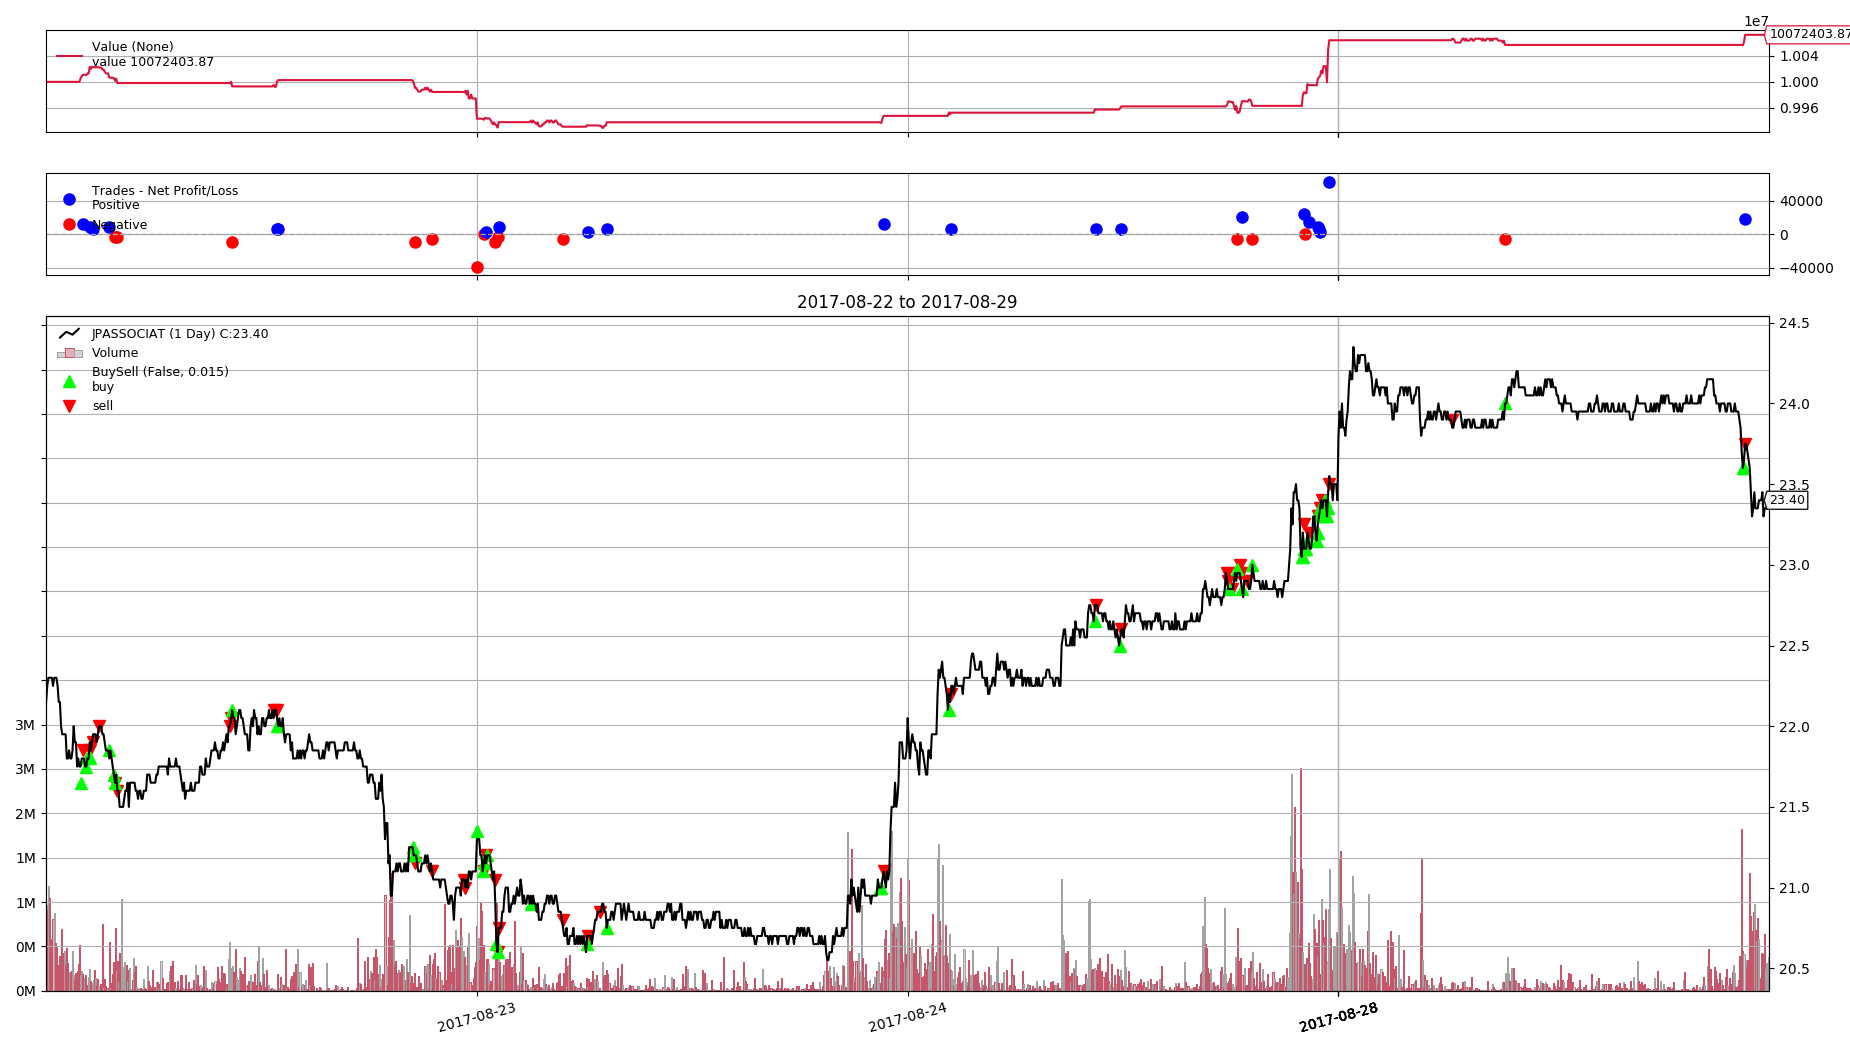 1e7
Value (None)
value 10072403.87
10072403.87
1.004
1.000
0.996
Trades - Net Profit/Loss
Positive
Negative
40000
0
−40000
2017-08-22 to 2017-08-29
JPASSOCIAT (1 Day) C:23.40
Volume
BuySell (False, 0.015)
buy
sell
24.5
24.0
23.5
23.40
23.0
22.5
22.0
21.5
21.0
20.5
3M
3M
2M
1M
1M
0M
0M
2017-08-23
2017-08-24
2017-08-28